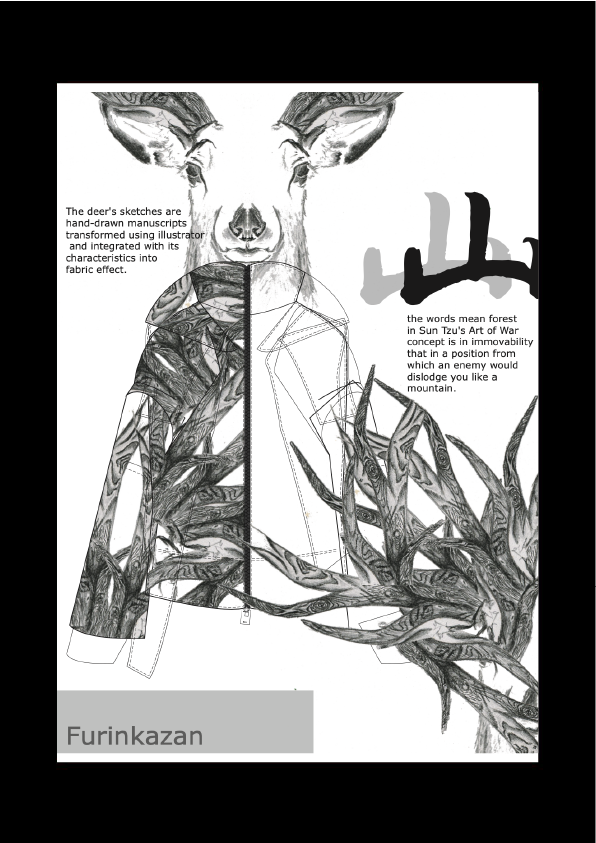 The deer's sketches are
hand-drawn manuscripts
transformed using illustrator
and integrated with its
characteristics into
fabric effect.
山
the words mean forest
in Sun Tzu's Art of War
concept is in immovability
that in a position from
which an enemy would
dislodge you like a
mountain.
Furinkazan